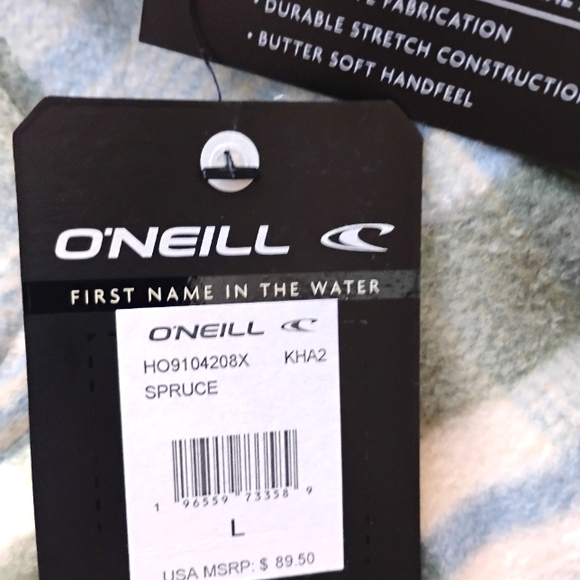 FABRICATION
• DURABLE STRETCH CONSTRUCTION
• BUTTER SOFT HANDFEEL
O'NEILL
FIRST NAME IN THE WATER
O'NEILL
HO9104208X KHA2
SPRUCE
1 96559 73358 9
L
USA MSRP: $ 89.50